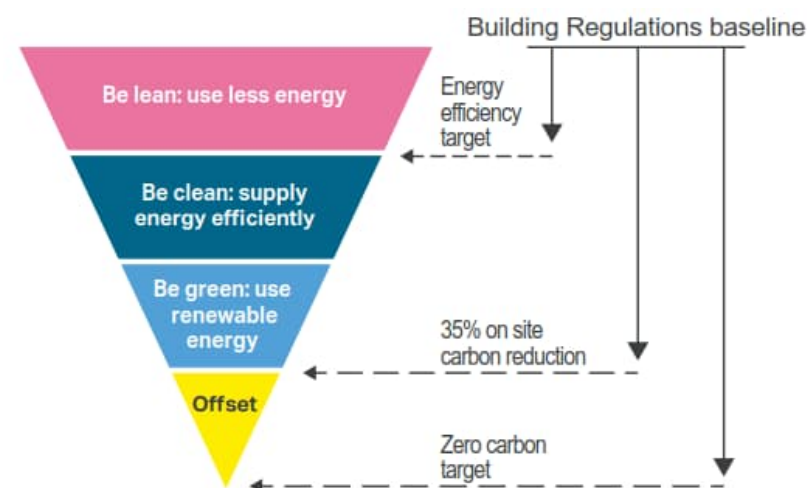 Building Regulations baseline
Be lean: use less energy
Energy
efficiency
target
Be clean: supply
energy efficiently
Be green: use
renewable
energy
35% on site
carbon reduction
Offset
Zero carbon
target